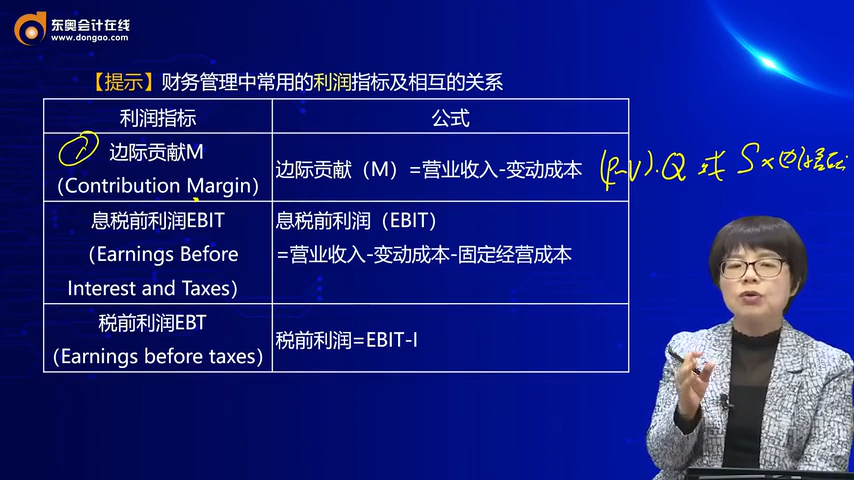 东奥会计在线
www.dongao.com
【提示】财务管理中常用的利润指标及相互的关系
利润指标
公式
① 边际贡献M
(Contribution Margin)
边际贡献（M）=营业收入-变动成本
(P-V)·Q 或 S×
息税前利润EBIT
（Earnings Before
Interest and Taxes）
息税前利润（EBIT）
=营业收入-变动成本-固定经营成本
税前利润EBT
(Earnings before taxes)
税前利润=EBIT-I